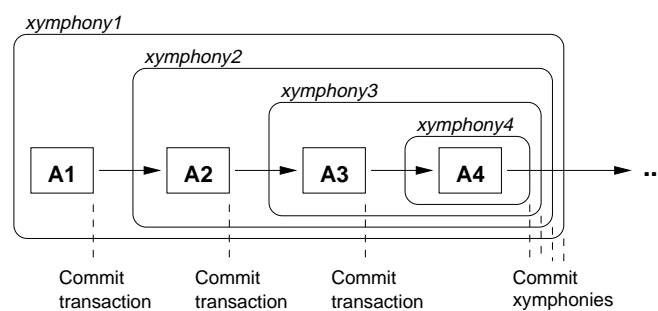 xymphony1
xymphony2
xymphony3
xymphony4
A1 A2 A3 A4 ..
Commit Commit Commit Commit
transaction transaction transaction xymphonies